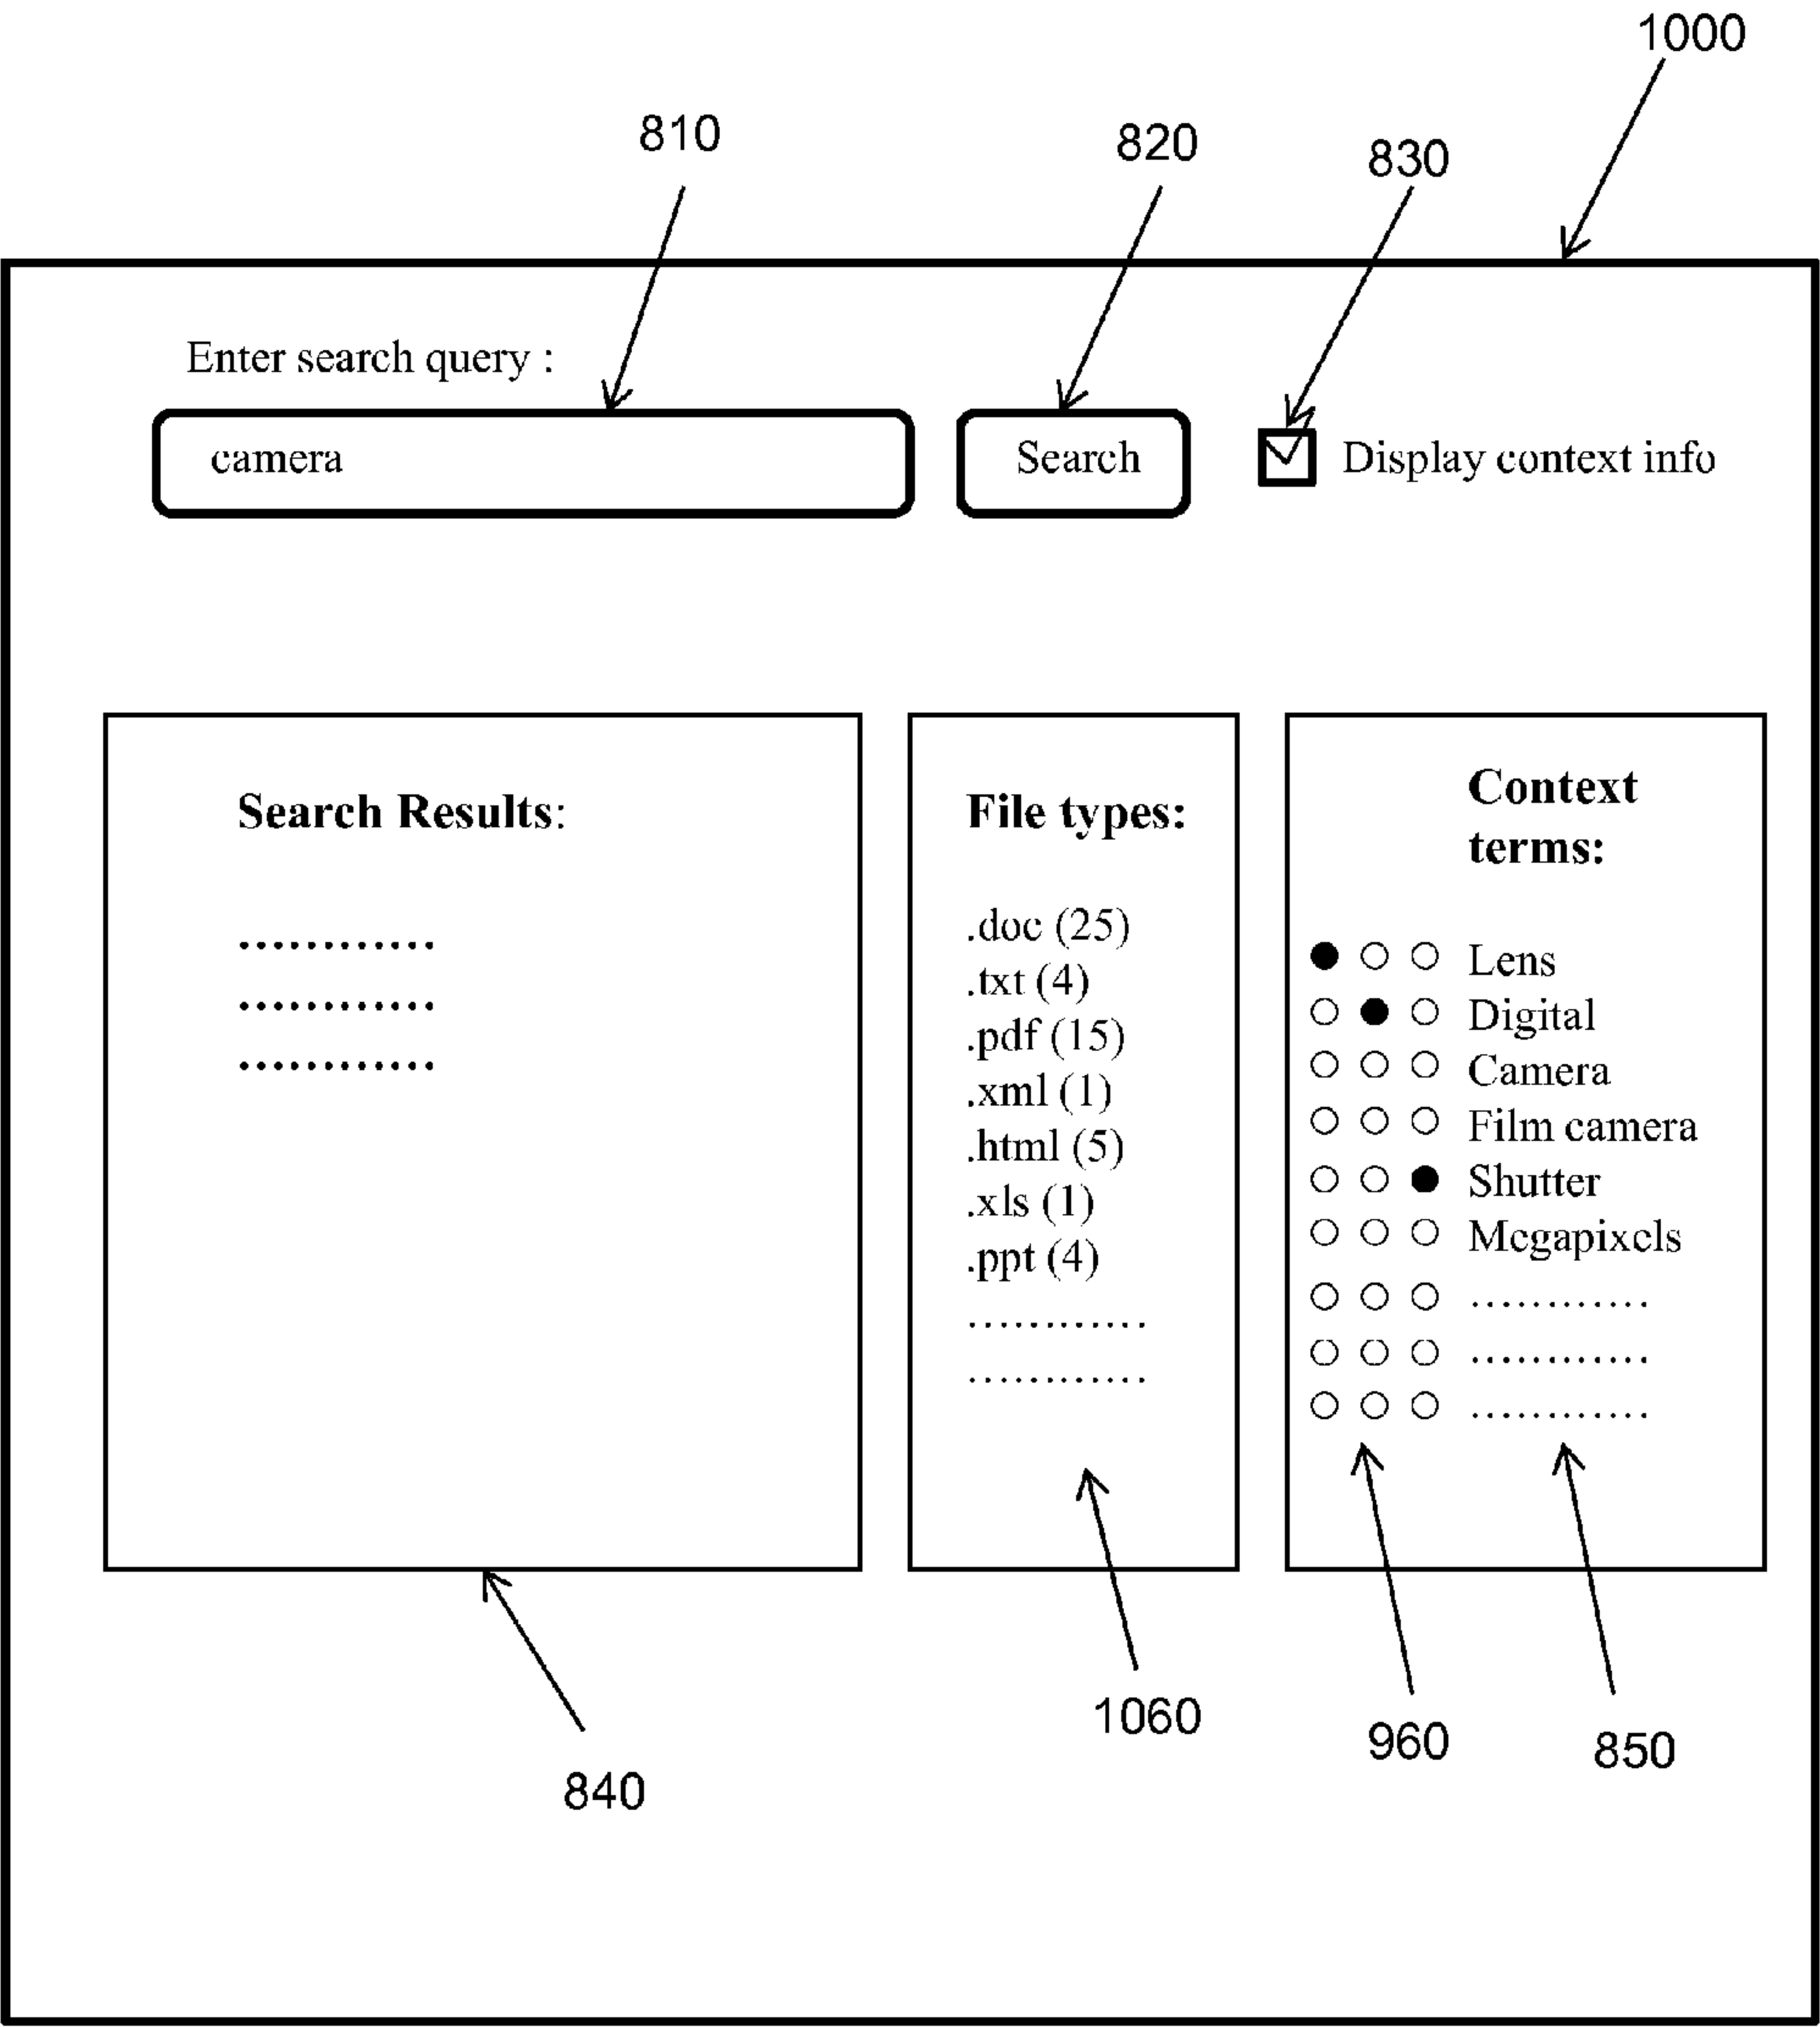 1000
810
820
830
Enter search query :
camera
Search
Display context info
Search Results:
............
............
............
File types:
.doc (25)
.txt (4)
.pdf (15)
.xml (1)
.html (5)
.xls (1)
.ppt (4)
............
............
Context
terms:
Lens
Digital
Camera
Film camera
Shutter
Megapixels
............
............
............
840
1060
960
850